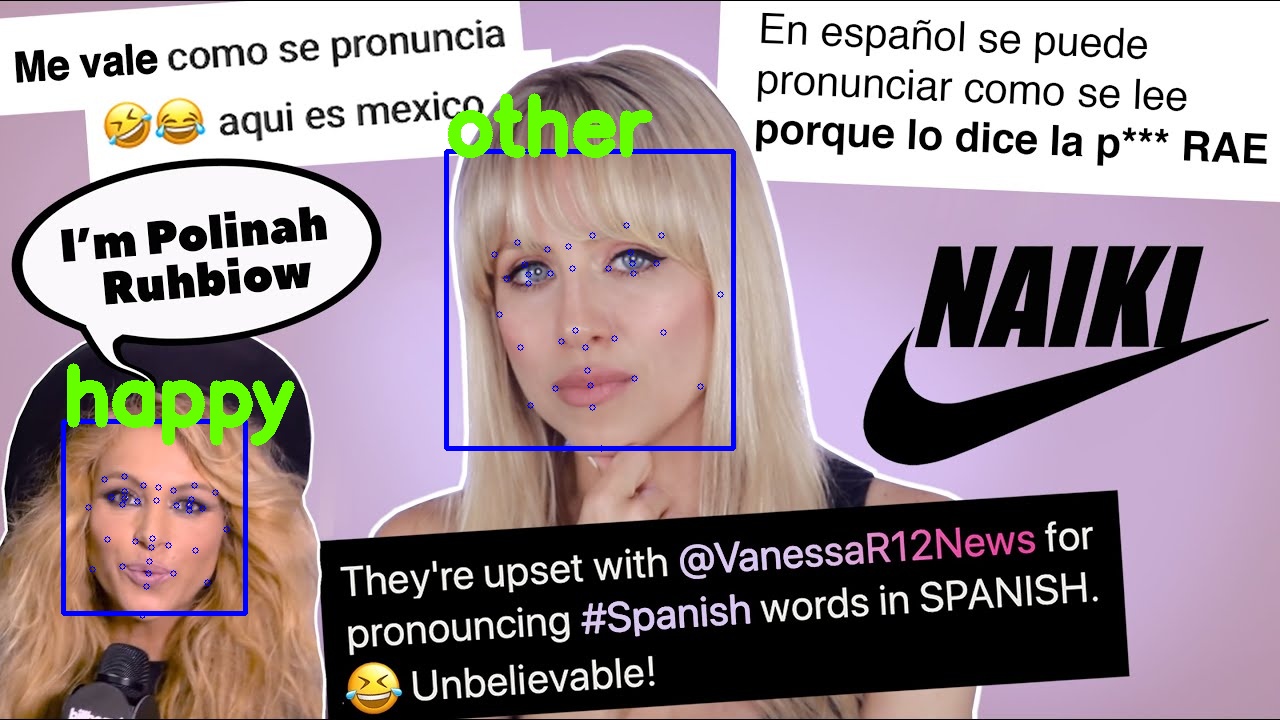 Me vale como se pronuncia
🤣😂 aqui es mexico
En español se puede
pronunciar como se lee
porque lo dice la p*** RAE
other
I'm Polinah
Ruhbiow
NAIKI
happy
They're upset with @VanessaR12News for
pronouncing #Spanish words in SPANISH.
😆 Unbelievable!